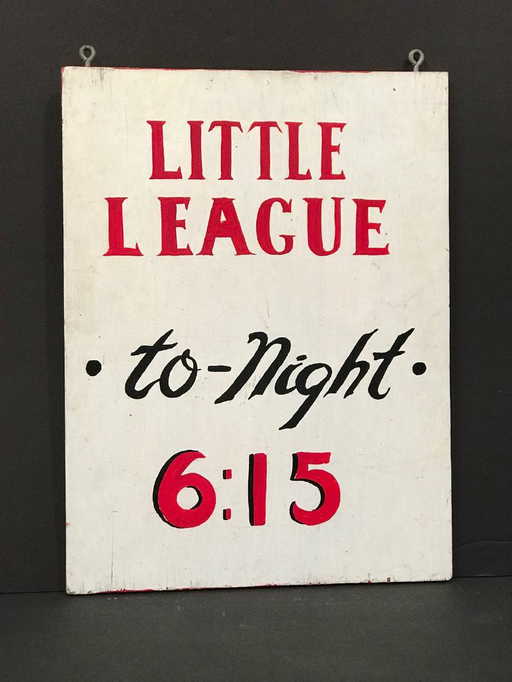 LITTLE
LEAGUE
• to-Night •
6:15